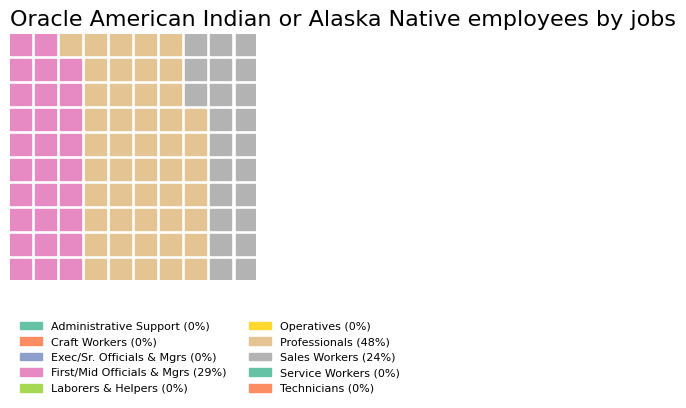 Oracle American Indian or Alaska Native employees by jobs
Administrative Support (0%)
Craft Workers (0%)
Exec/Sr. Officials & Mgrs (0%)
First/Mid Officials & Mgrs (29%)
Laborers & Helpers (0%)
Operatives (0%)
Professionals (48%)
Sales Workers (24%)
Service Workers (0%)
Technicians (0%)